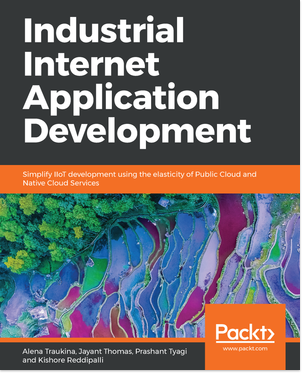 Industrial
Internet
Application
Development
Simplify IIoT development using the elasticity of Public Cloud and
Native Cloud Services
Packt>
www.packt.com
Alena Traukina, Jayant Thomas, Prashant Tyagi
and Kishore Reddipalli